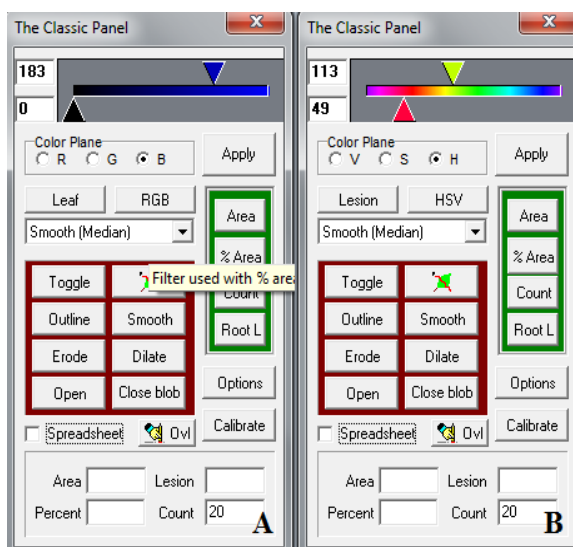 The Classic Panel
183
0
Color Plane
R G B
Apply
Leaf RGB
Smooth (Median)
Area
% Area
Count
Root L
Filter used with % area
Toggle
Outline Smooth
Erode Dilate
Open Close blob
Options
Spreadsheet Ovl
Calibrate
Area Lesion
Percent Count 20
A
The Classic Panel
113
49
Color Plane
V S H
Apply
Lesion HSV
Smooth (Median)
Area
% Area
Count
Root L
Toggle
Outline Smooth
Erode Dilate
Open Close blob
Options
Spreadsheet Ovl
Calibrate
Area Lesion
Percent Count 20
B